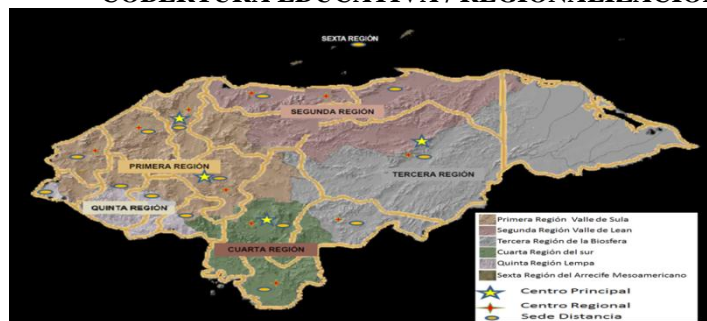 COBERTURA EDUCATIVA / REGIONALIZACIÓN
SEXTA REGIÓN
SEGUNDA REGIÓN
PRIMERA REGIÓN
TERCERA REGIÓN
QUINTA REGIÓN
CUARTA REGIÓN
Primera Región Valle de Sula
Segunda Región Valle de Lean
Tercera Región de la Biosfera
Cuarta Región del sur
Quinta Región Lempa
Sexta Región del Arrecife Mesoamericano
Centro Principal
Centro Regional
Sede Distancia